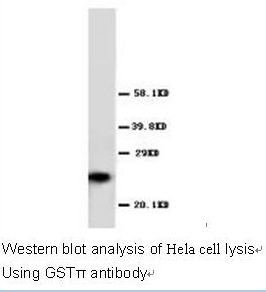 58.1KD
39.8KD
29KD
20.1KD
Western blot analysis of Hela cell lysis
Using GSTπ antibody